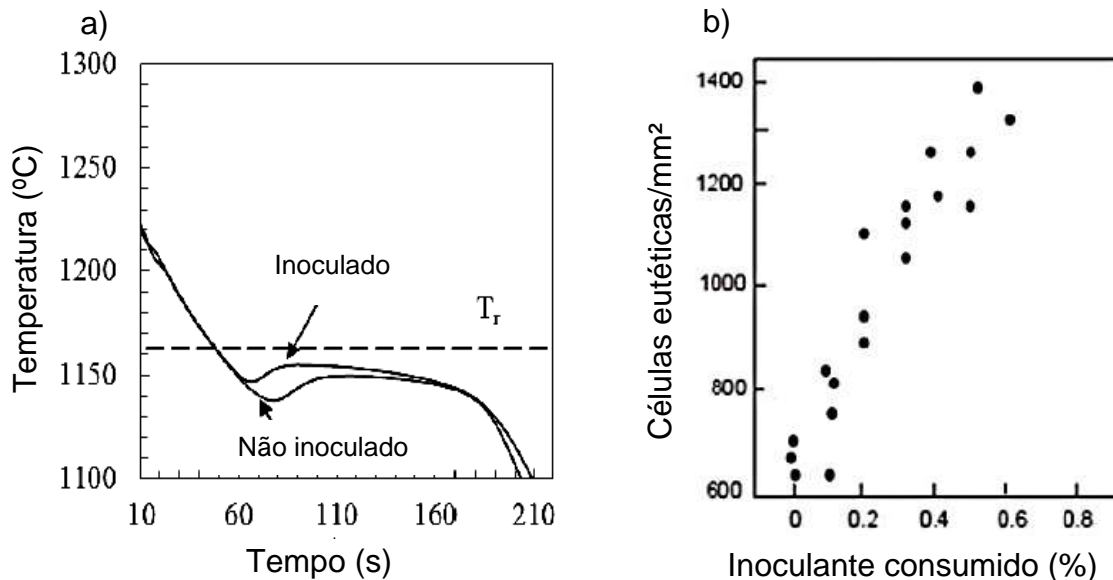 a)
Temperatura (ºC)
1300
1250
1200
1150
1100
Inoculado
Tr
Não inoculado
10 60 110 160 210
Tempo (s)
b)
Células eutéticas/mm²
1400
1200
1000
800
600
0 0.2 0.4 0.6 0.8
Inoculante consumido (%)